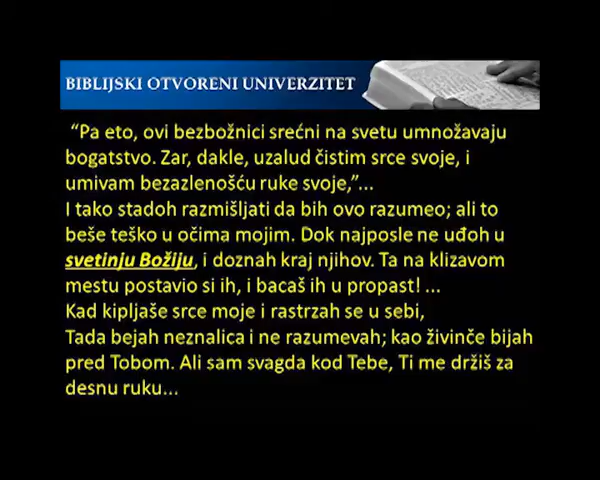 BIBLIJSKI OTVORENI UNIVERZITET
“Pa eto, ovi bezbožnici srećni na svetu umnožavaju
bogatstvo. Zar, dakle, uzalud čistim srce svoje, i
umivam bezazlenošću ruke svoje,”...
I tako stadoh razmišljati da bih ovo razumeo; ali to
beše teško u očima mojim. Dok najposle ne uđoh u
svetinju Božiju, i doznah kraj njihov. Ta na klizavom
mestu postavio si ih, i bacaš ih u propast! ...
Kad kipljaše srce moje i rastrzah se u sebi,
Tada bejah neznalica i ne razumevah; kao živinče bijah
pred Tobom. Ali sam svagda kod Tebe, Ti me držiš za
desnu ruku...